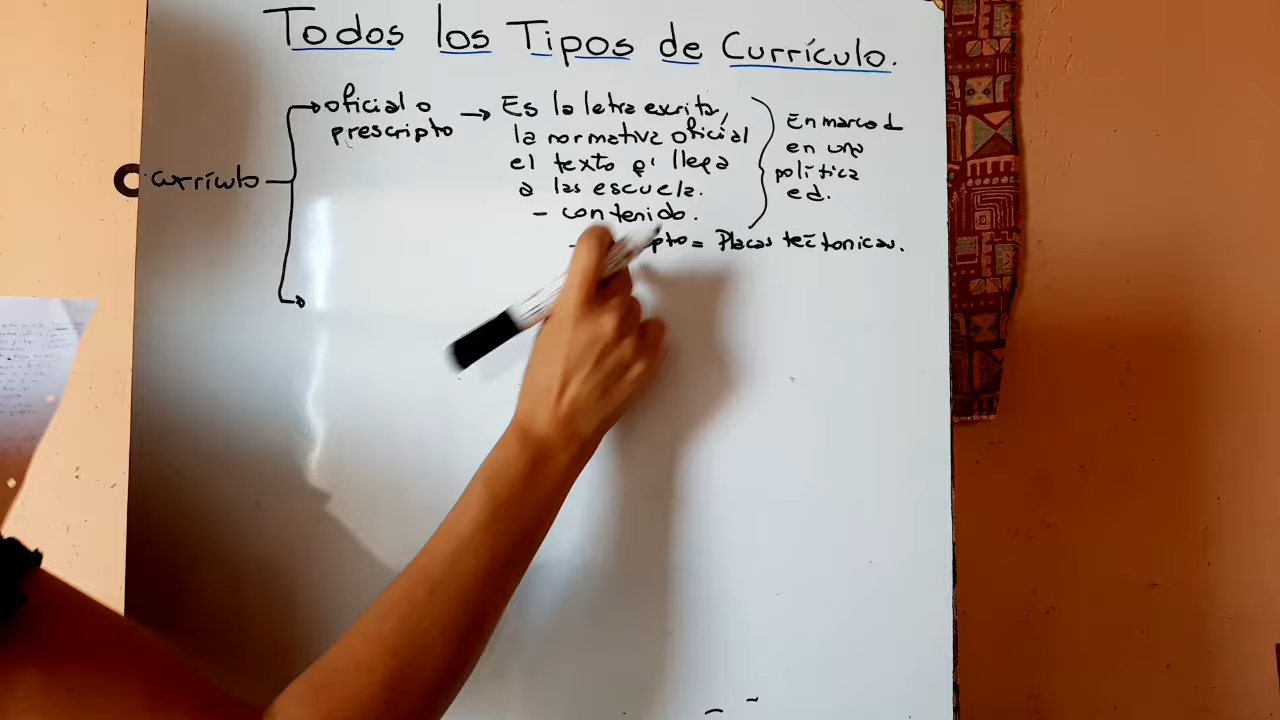 Todos los Tipos de Currículo.
currículo
oficial o
prescripto
Es la letra escrita,
la normativa oficial
el texto q' llega
a las escuela.
- contenido.
pto = Placas tectonicas.
En marcad
en una
política
ed.